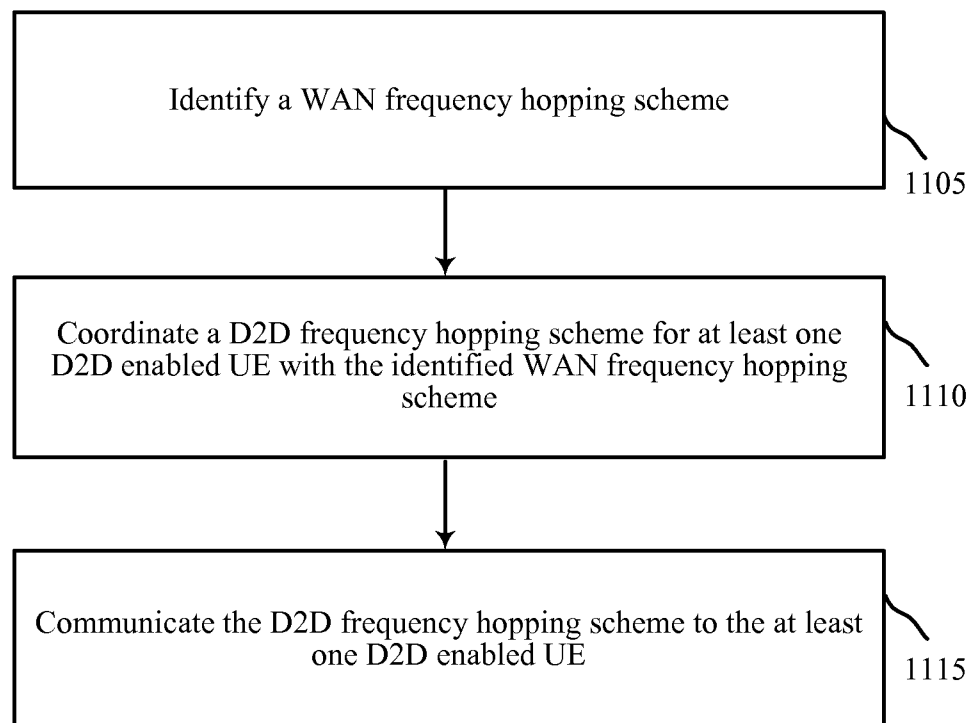 Identify a WAN frequency hopping scheme
1105
Coordinate a D2D frequency hopping scheme for at least one
D2D enabled UE with the identified WAN frequency hopping
scheme
1110
Communicate the D2D frequency hopping scheme to the at least
one D2D enabled UE
1115